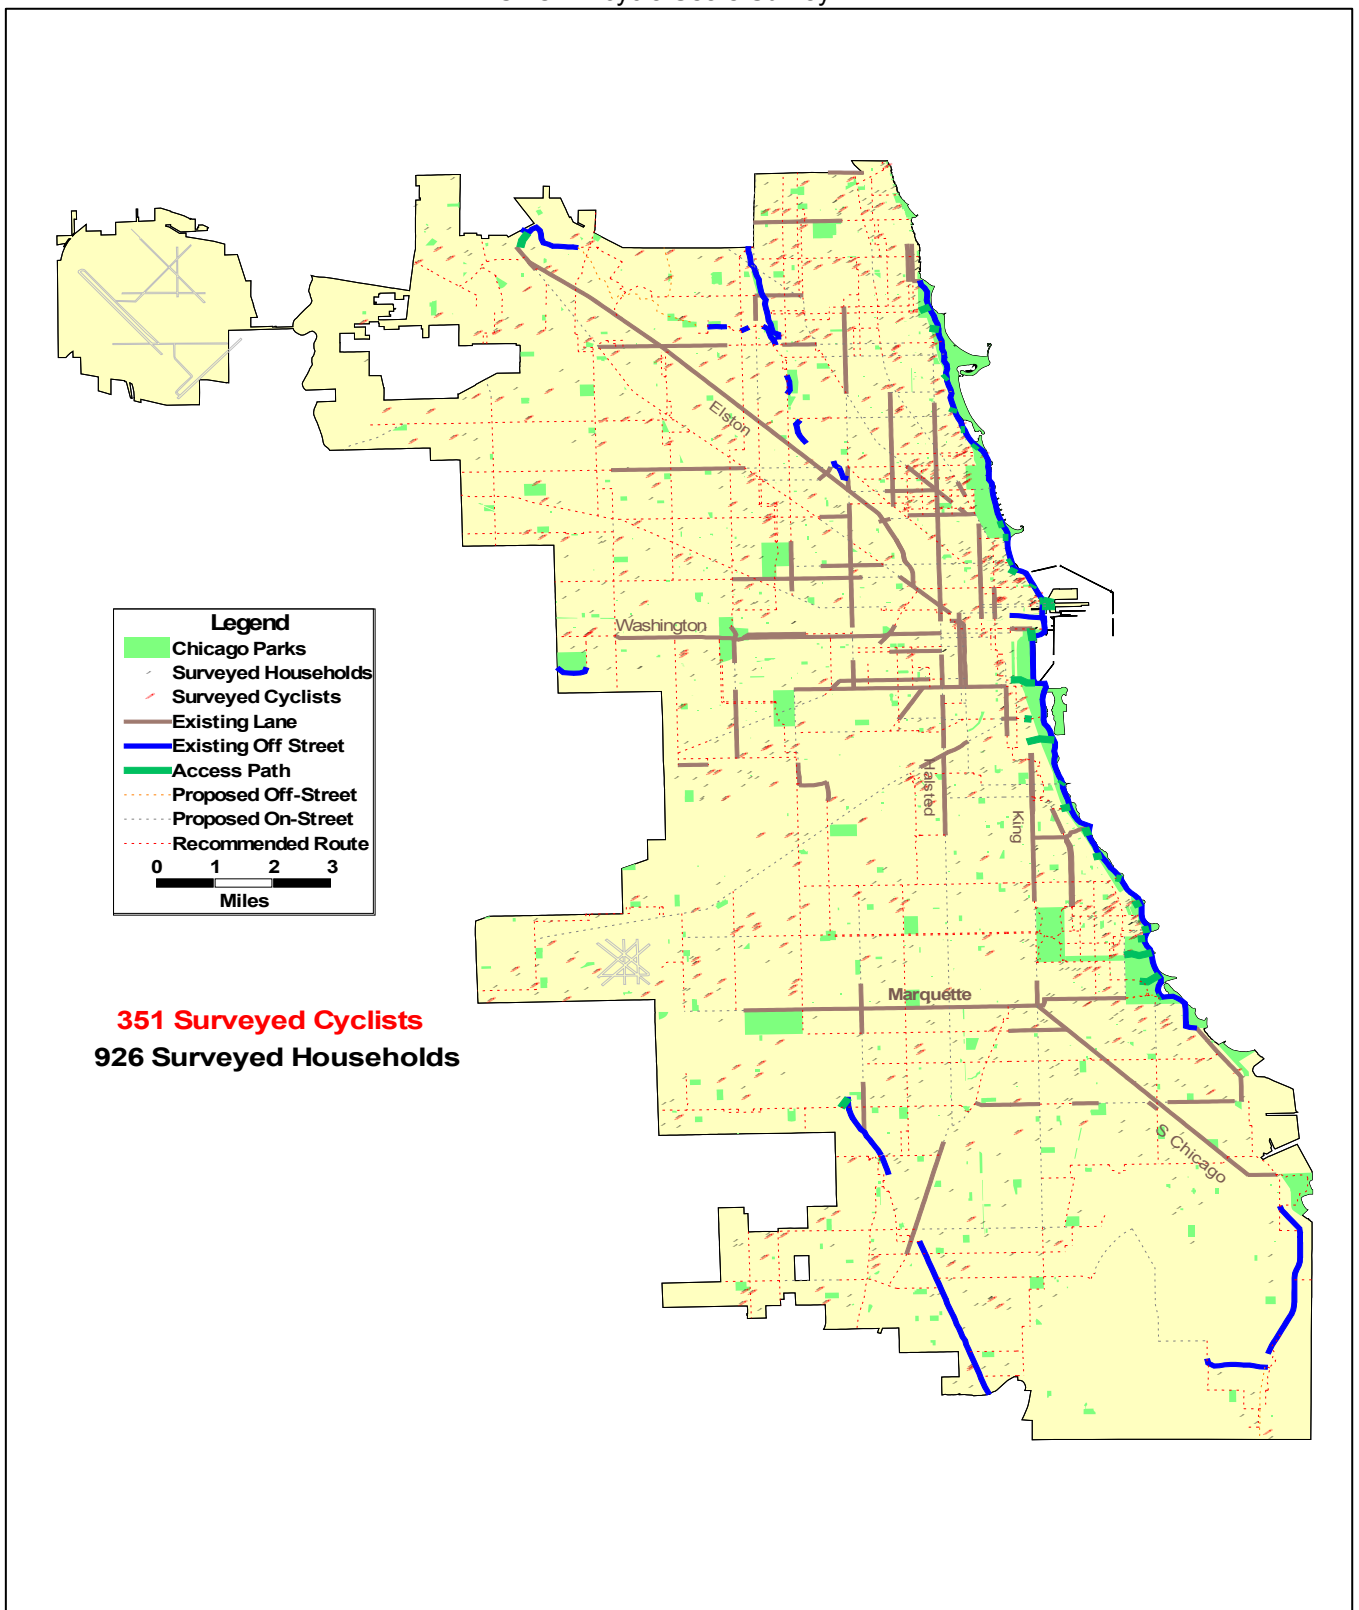 Elston
Washington
Legend
Chicago Parks
Surveyed Households
Surveyed Cyclists
Existing Lane
Existing Off Street
Access Path
Proposed Off-Street
Proposed On-Street
Recommended Route
0 1 2 3
Miles
Halsted
King
Marquette
351 Surveyed Cyclists
926 Surveyed Households
S Chicago